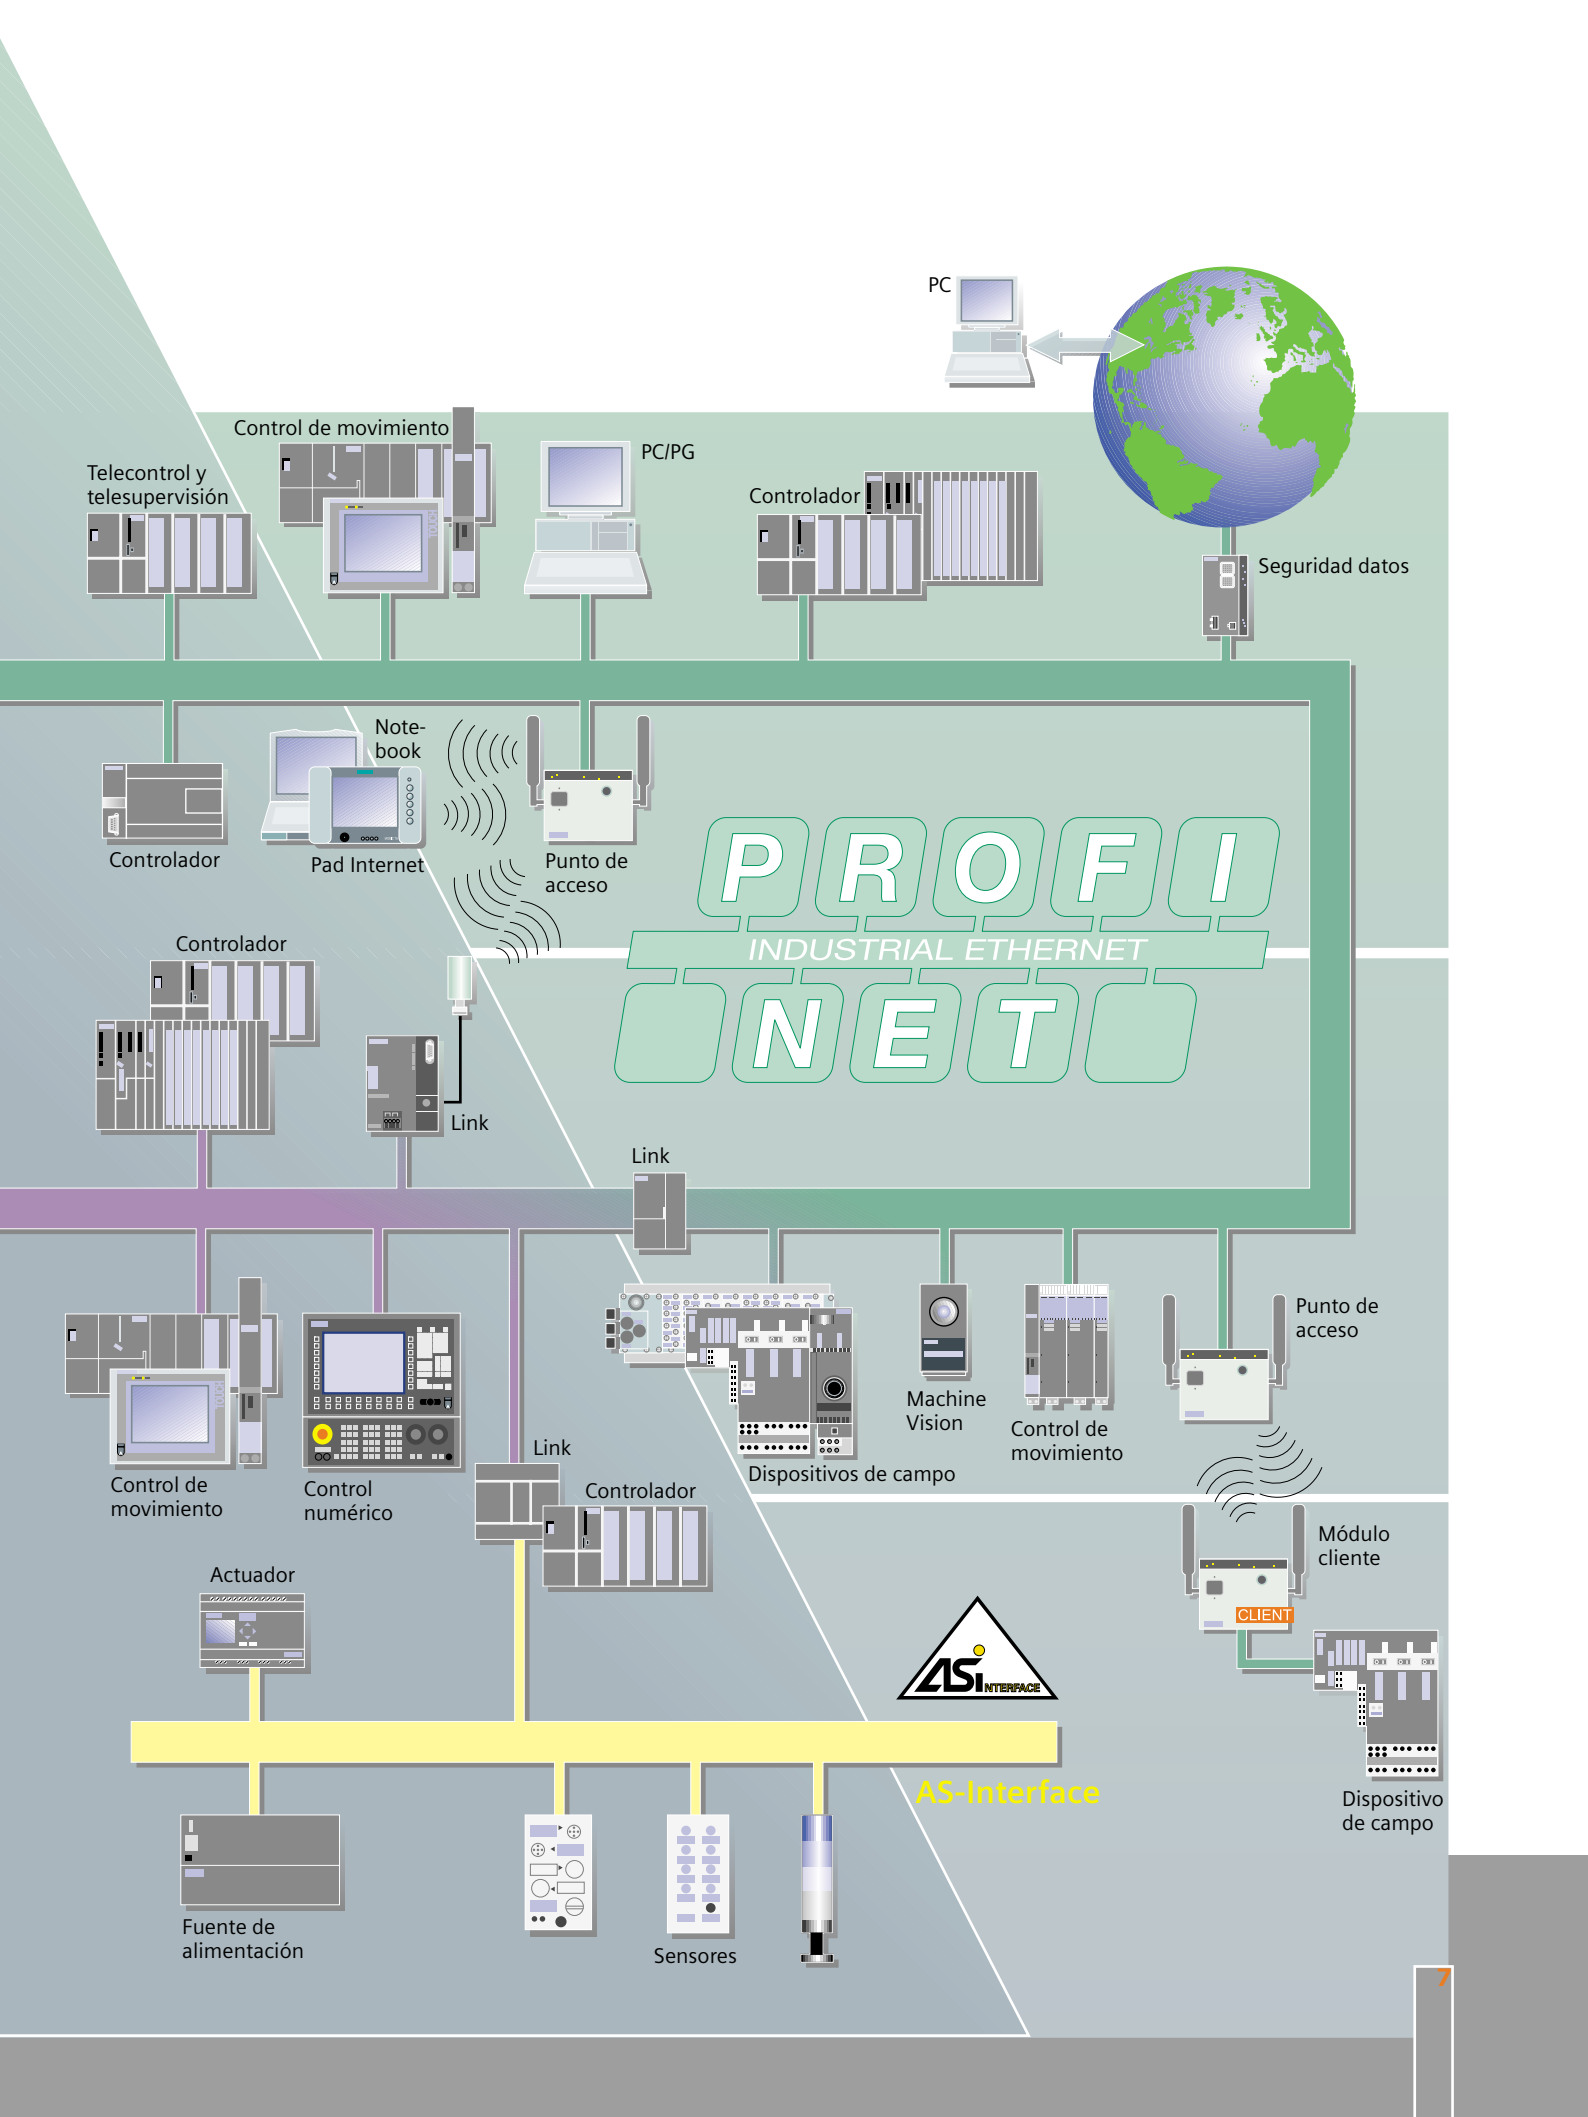 PC
Control de movimiento
PC/PG
Telecontrol y
telesupervisión
Controlador
Seguridad datos
Note-
book
Controlador
Pad Internet
Punto de
acceso
PROFI
INDUSTRIAL ETHERNET
NET
Controlador
Link
Link
Punto de
acceso
Machine
Vision
Control de
movimiento
Dispositivos de campo
Control de
movimiento
Control
numérico
Link
Controlador
Módulo
cliente
CLIENT
Actuador
ASi
INTERFACE
AS-Interface
Dispositivo
de campo
Fuente de
alimentación
Sensores
7